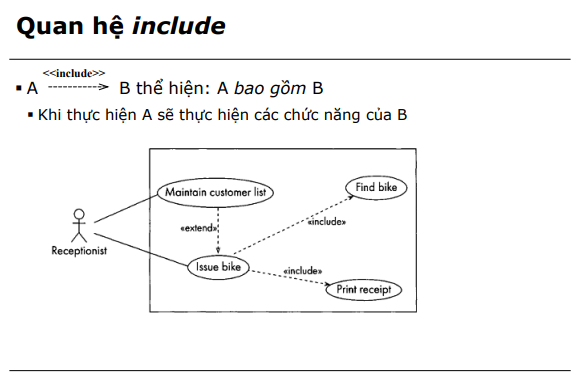 Quan hệ include
<<include>>
▪ A B thể hiện: A bao gồm B
▪ Khi thực hiện A sẽ thực hiện các chức năng của B
Maintain customer list
Find bike
«extend»
«include»
Receptionist
Issue bike
«include»
Print receipt